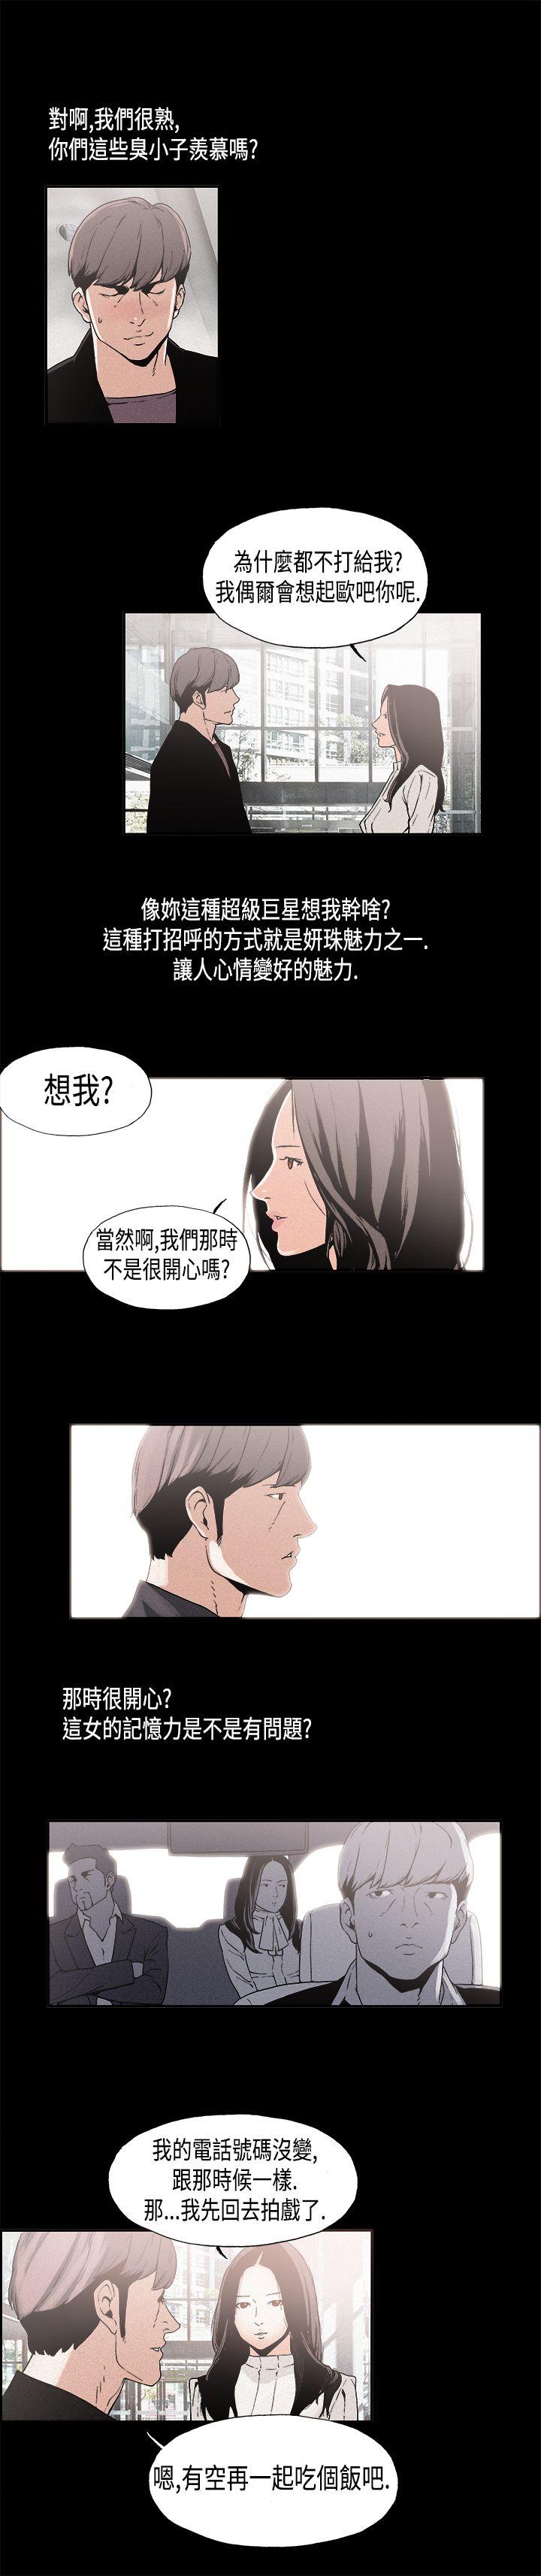 對啊,我們很熟,
你們這些臭小子羨慕嗎?
為什麼都不打給我?
我偶爾會想起歐吧你呢.
像妳這種超級巨星想我幹啥?
這種打招呼的方式就是妍珠魅力之一.
讓人心情變好的魅力.
想我?
當然啊,我們那時
不是很開心嗎?
那時很開心?
這女的記憶力是不是有問題?
我的電話號碼沒變,
跟那時候一樣.
那...我先回去拍戲了.
嗯,有空再一起吃個飯吧.